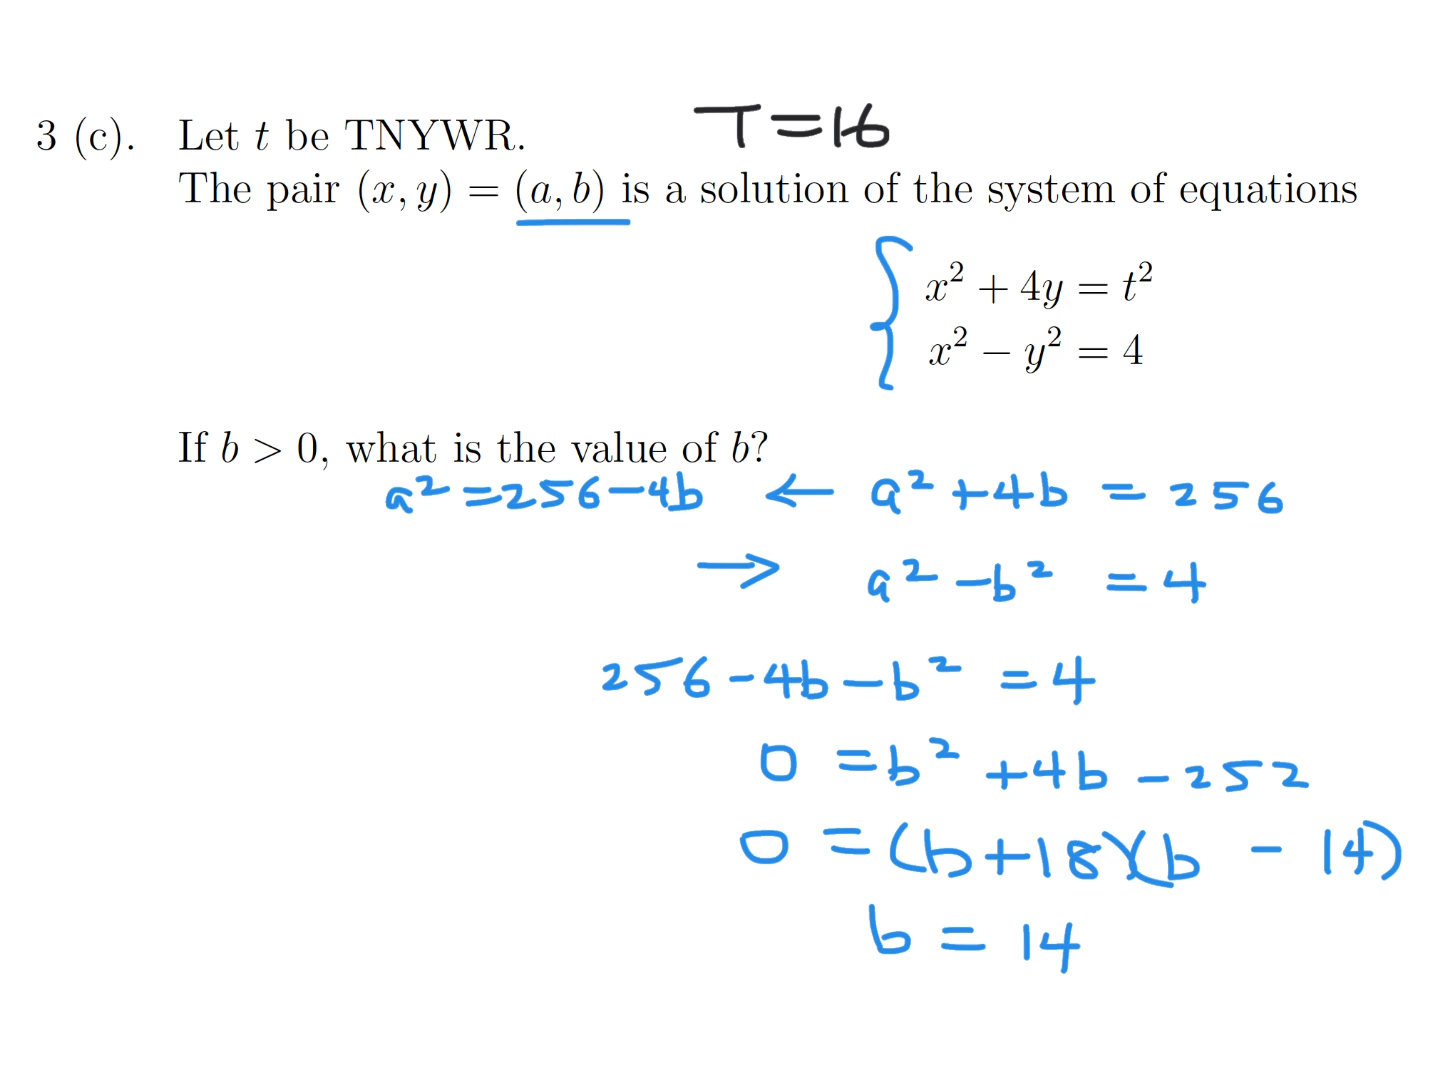 3 (c). Let t be TNYWR. T=16
The pair (x, y) = (a, b) is a solution of the system of equations
x² + 4y = t²
x² − y² = 4
If b > 0, what is the value of b?
a² = 256 − 4b ← a² + 4b = 256
→ a² − b² = 4
256 − 4b − b² = 4
0 = b² + 4b − 252
0 = (b + 18)(b − 14)
b = 14